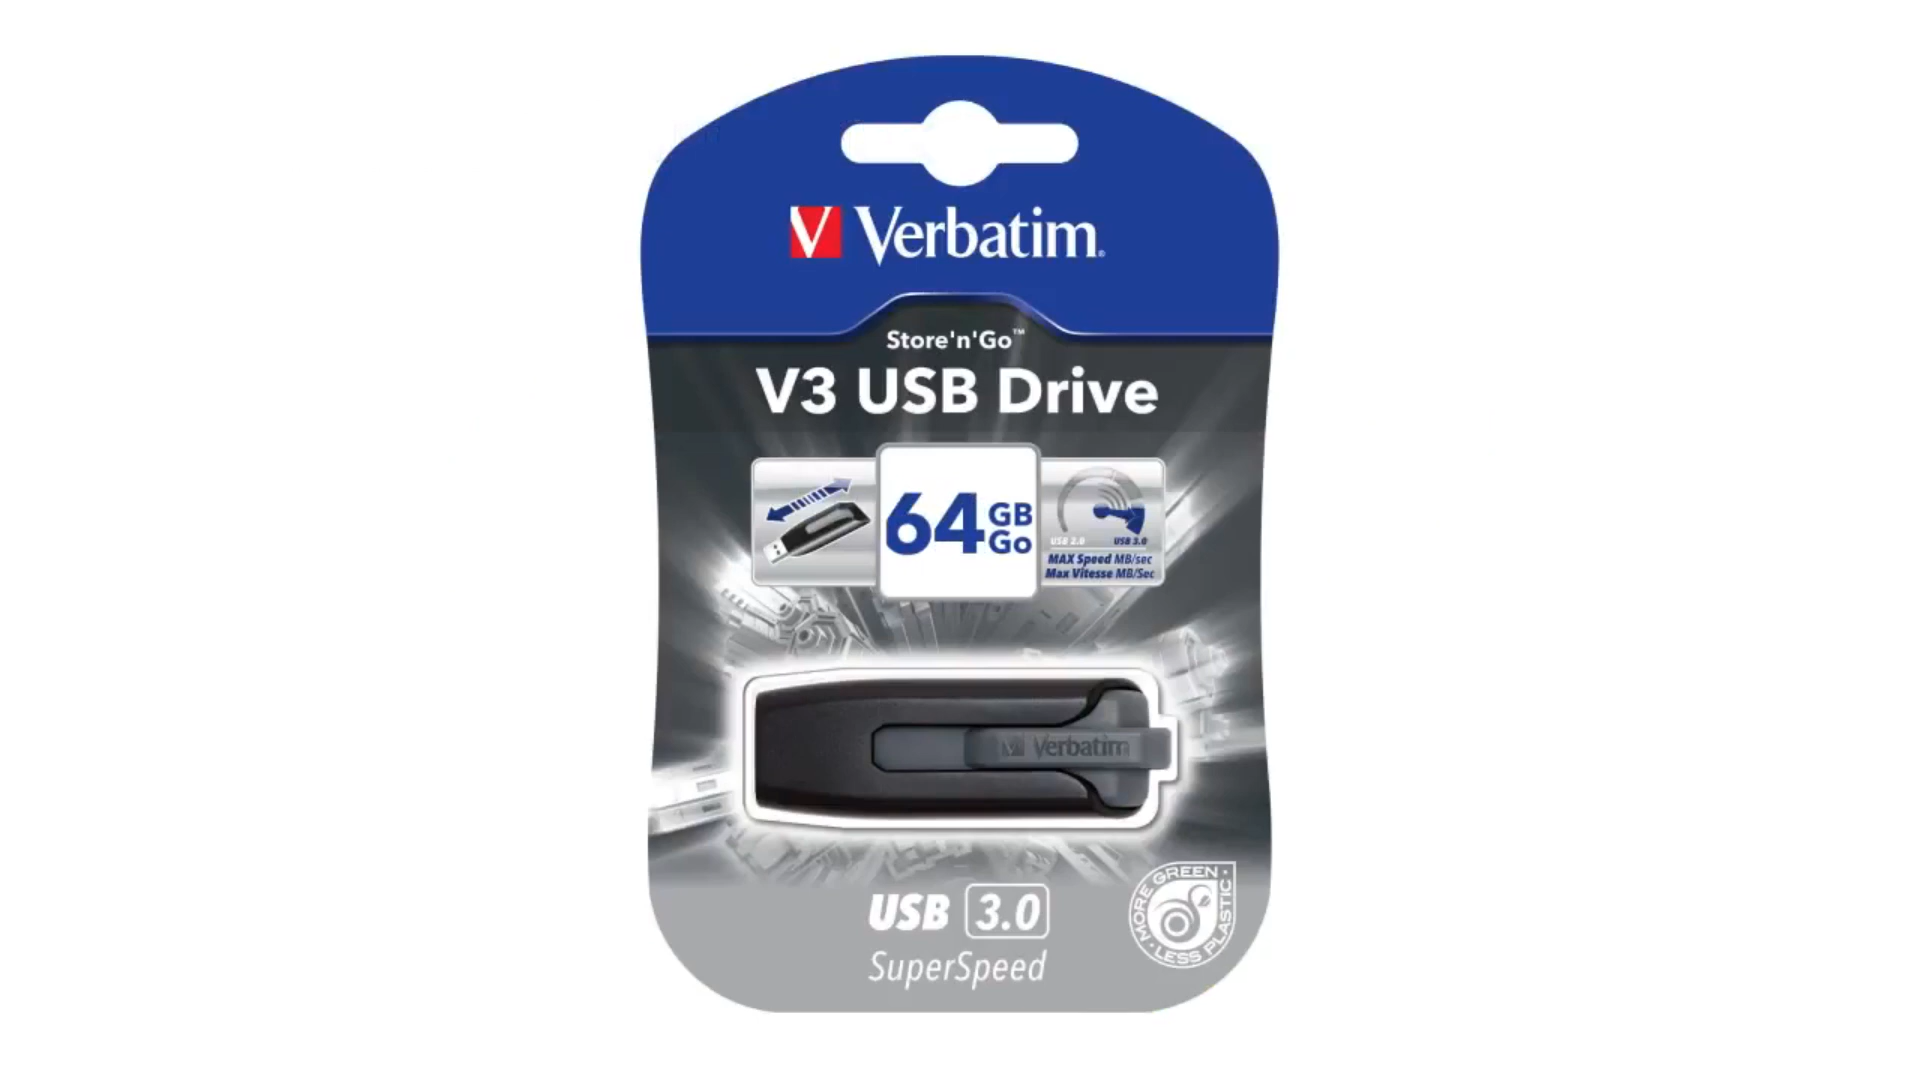 V Verbatim.
Store'n'Go™
V3 USB Drive
64 GB
Go
USB 2.0 USB 3.0
MAX Speed MB/sec
Max Vitesse MB/Sec
V Verbatim
USB 3.0
SuperSpeed
MORE GREEN · LESS PLASTIC ·